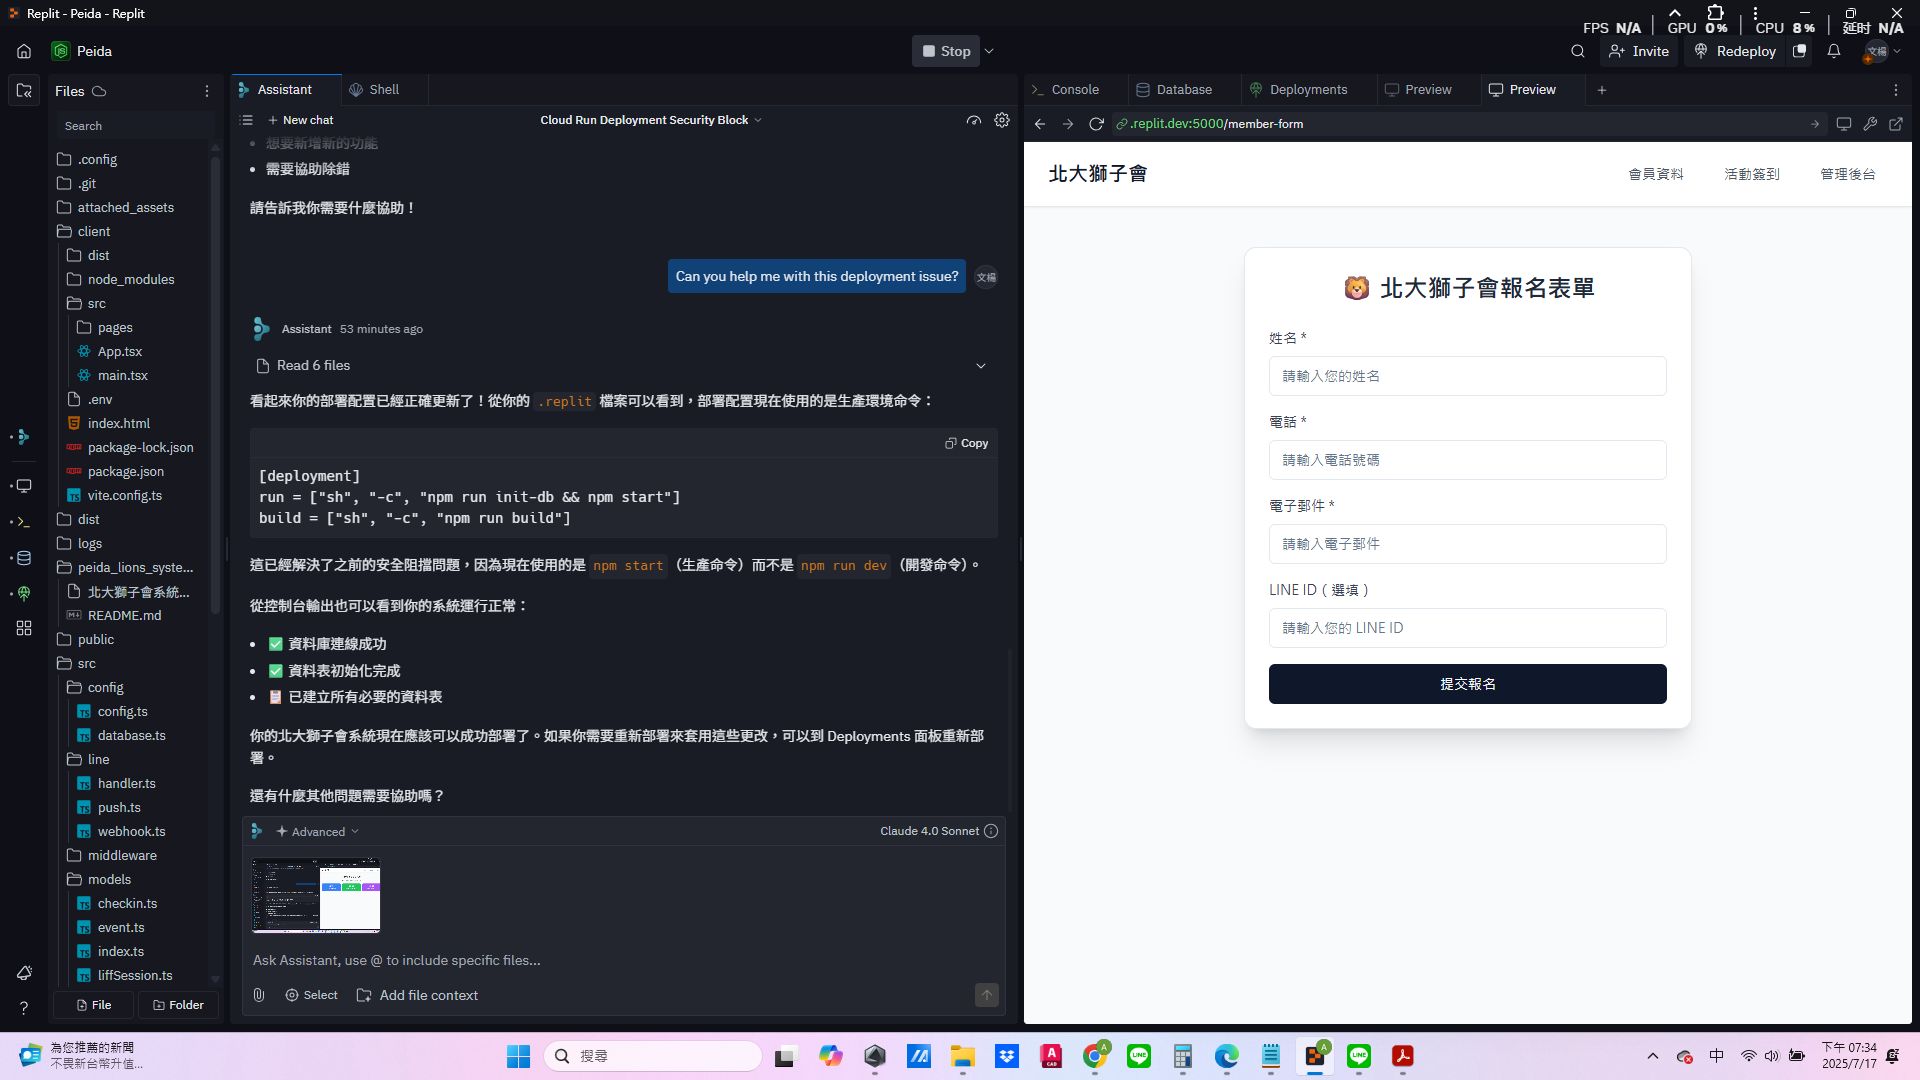 Replit - Peida - Replit
FPS N/A GPU 0% CPU 8% 延时 N/A
Peida
Stop
Invite
Redeploy
文楊
Files
Search
.config
.git
attached_assets
client
dist
node_modules
src
pages
App.tsx
main.tsx
.env
index.html
package-lock.json
package.json
vite.config.ts
dist
logs
peida_lions_syste...
北大獅子會系統...
README.md
public
src
config
config.ts
database.ts
line
handler.ts
push.ts
webhook.ts
middleware
models
checkin.ts
event.ts
index.ts
liffSession.ts
File
Folder
Assistant
Shell
New chat
Cloud Run Deployment Security Block
想要新增新的功能
需要協助除錯
請告訴我你需要什麼協助！
Can you help me with this deployment issue?
文楊
Assistant 53 minutes ago
Read 6 files
看起來你的部署配置已經正確更新了！從你的 .replit 檔案可以看到，部署配置現在使用的是生產環境命令：
Copy
[deployment]
run = ["sh", "-c", "npm run init-db && npm start"]
build = ["sh", "-c", "npm run build"]
這已經解決了之前的安全阻擋問題，因為現在使用的是 npm start（生產命令）而不是 npm run dev（開發命令）。
從控制台輸出也可以看到你的系統運行正常：
✅ 資料庫連線成功
✅ 資料表初始化完成
📋 已建立所有必要的資料表
你的北大獅子會系統現在應該可以成功部署了。如果你需要重新部署來套用這些更改，可以到 Deployments 面板重新部
署。
還有什麼其他問題需要協助嗎？
Advanced
Claude 4.0 Sonnet
Ask Assistant, use @ to include specific files...
Select
Add file context
Console
Database
Deployments
Preview
Preview
.replit.dev:5000/member-form
北大獅子會
會員資料
活動簽到
管理後台
🦁 北大獅子會報名表單
姓名 *
請輸入您的姓名
電話 *
請輸入電話號碼
電子郵件 *
請輸入電子郵件
LINE ID（選填）
請輸入您的 LINE ID
提交報名
為您推薦的新聞
不畏新台幣升值...
搜尋
中
下午 07:34
2025/7/17